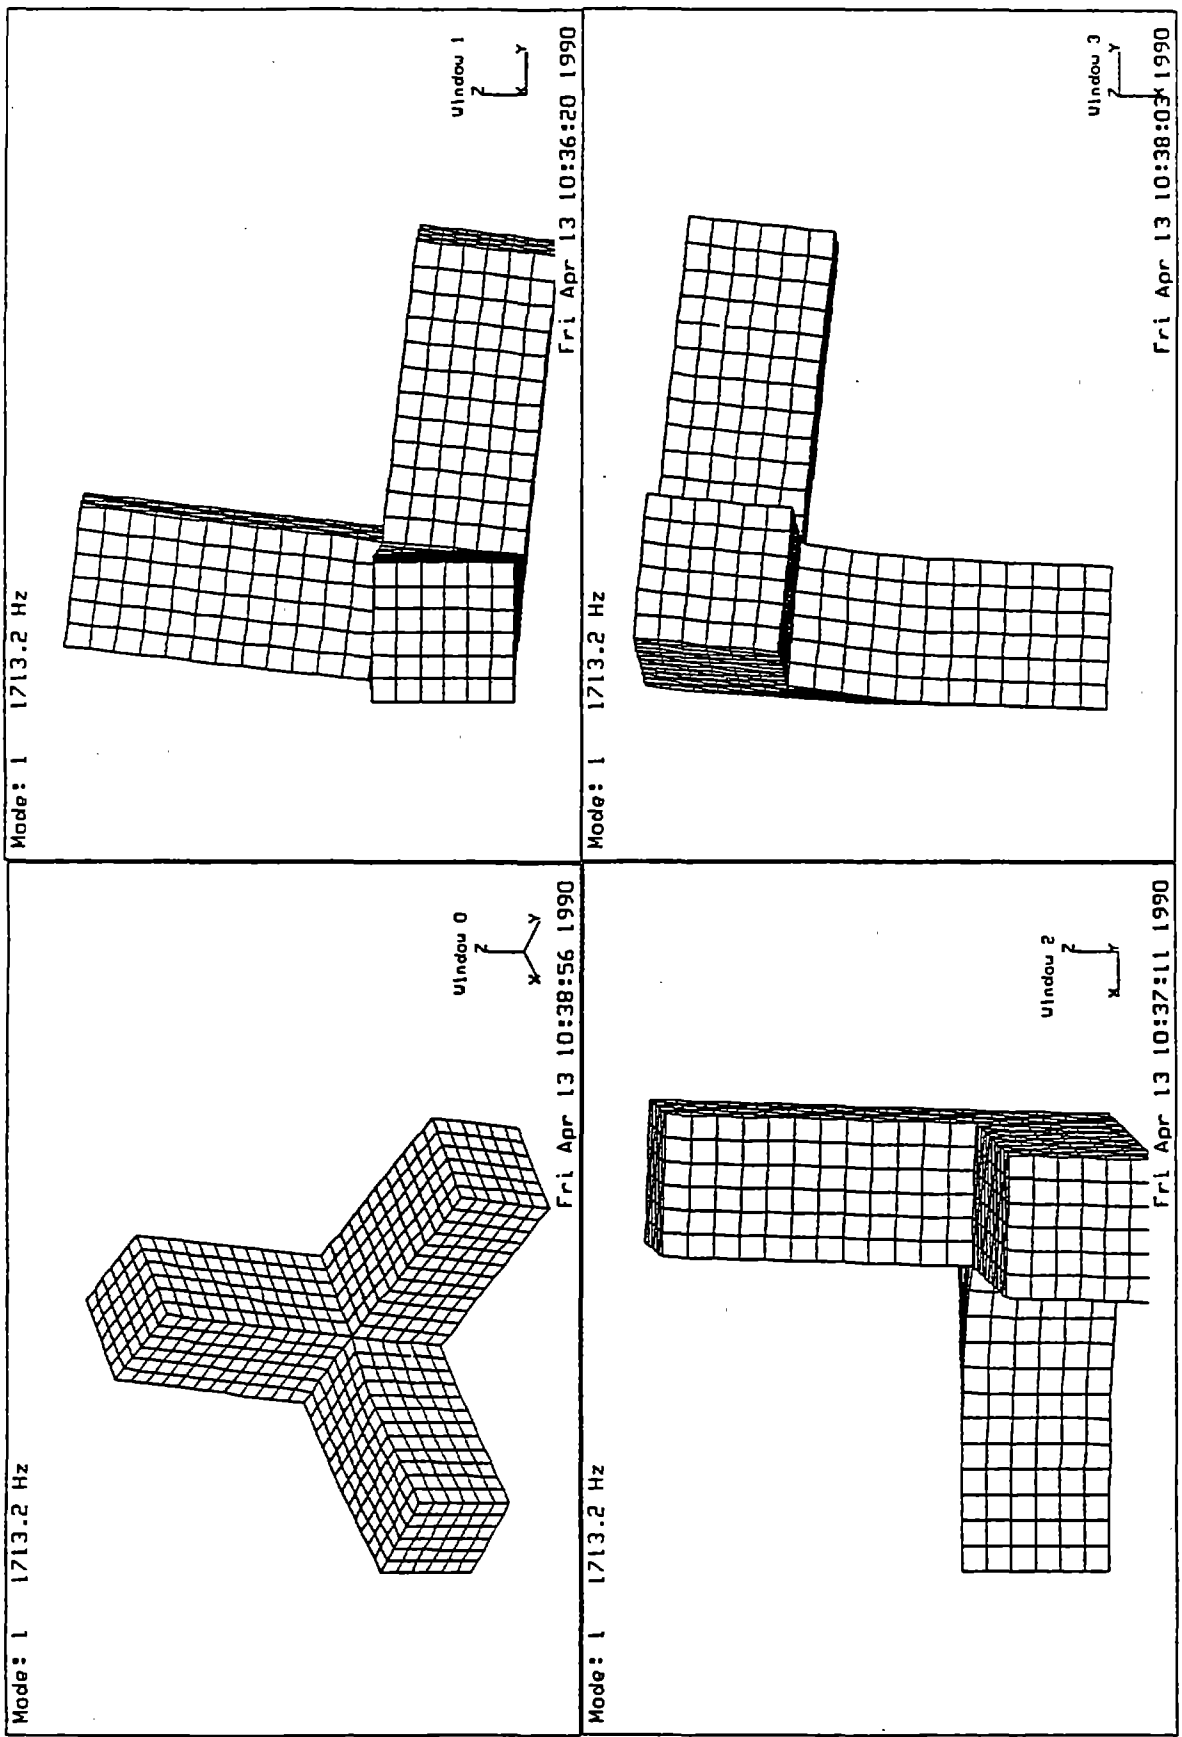 Mode: 1 1713.2 Hz
Window 0
Z
X Y
Fri Apr 13 10:38:56 1990
Mode: 1 1713.2 Hz
Window 1
Z
X Y
Fri Apr 13 10:36:20 1990
Mode: 1 1713.2 Hz
Window 2
Z
X Y
Fri Apr 13 10:37:11 1990
Mode: 1 1713.2 Hz
Window 3
Z Y
X
Fri Apr 13 10:38:03 1990